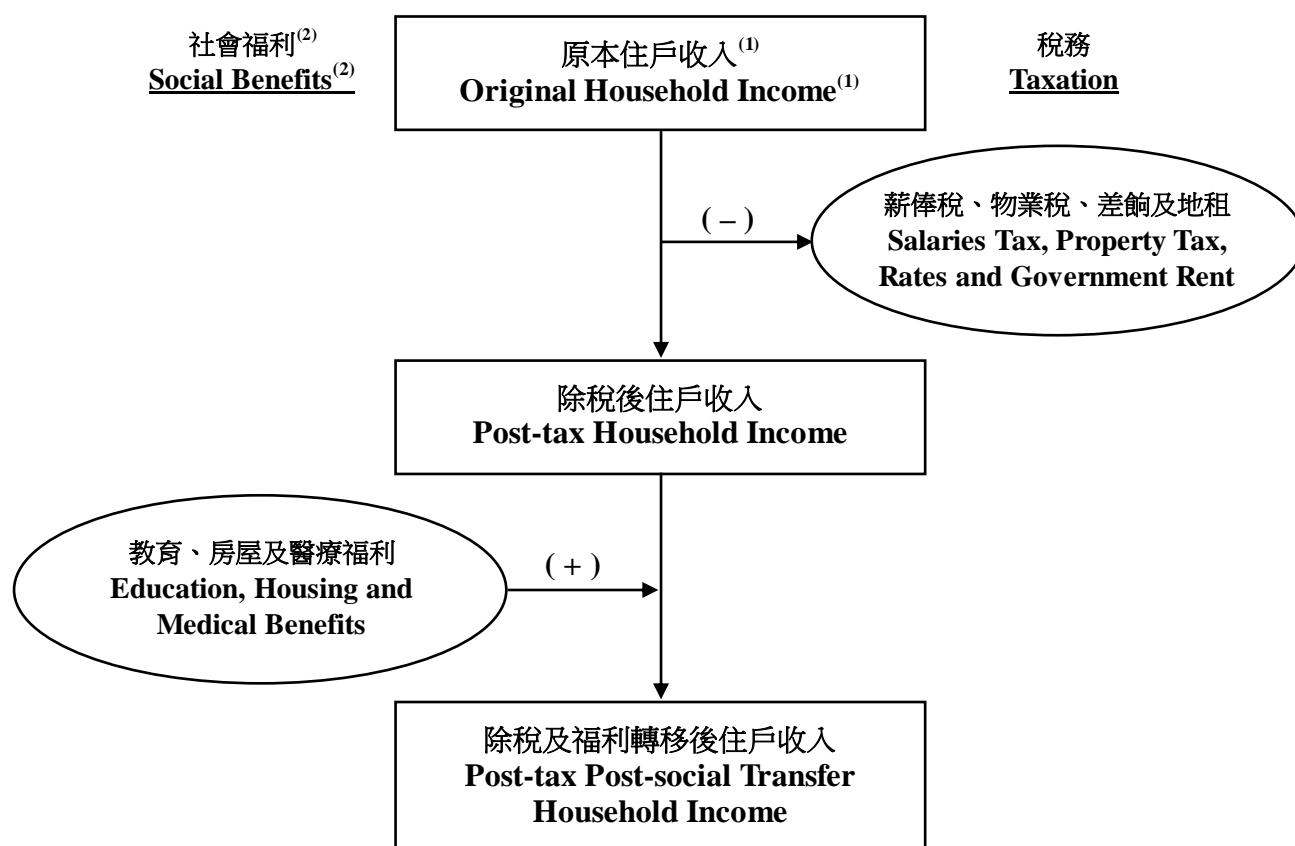 社會福利(2)
Social Benefits(2)
原本住戶收入(1)
Original Household Income(1)
稅務
Taxation
( – )
薪俸稅、物業稅、差餉及地租
Salaries Tax, Property Tax,
Rates and Government Rent
除稅後住戶收入
Post-tax Household Income
教育、房屋及醫療福利
Education, Housing and
Medical Benefits
( + )
除稅及福利轉移後住戶收入
Post-tax Post-social Transfer
Household Income